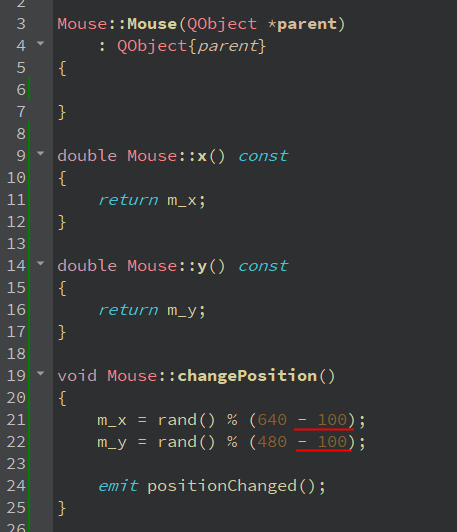 2
3 Mouse::Mouse(QObject *parent)
4     : QObject{parent}
5 {
6
7 }
8
9 double Mouse::x() const
10 {
11     return m_x;
12 }
13
14 double Mouse::y() const
15 {
16     return m_y;
17 }
18
19 void Mouse::changePosition()
20 {
21     m_x = rand() % (640 - 100);
22     m_y = rand() % (480 - 100);
23
24     emit positionChanged();
25 }
26